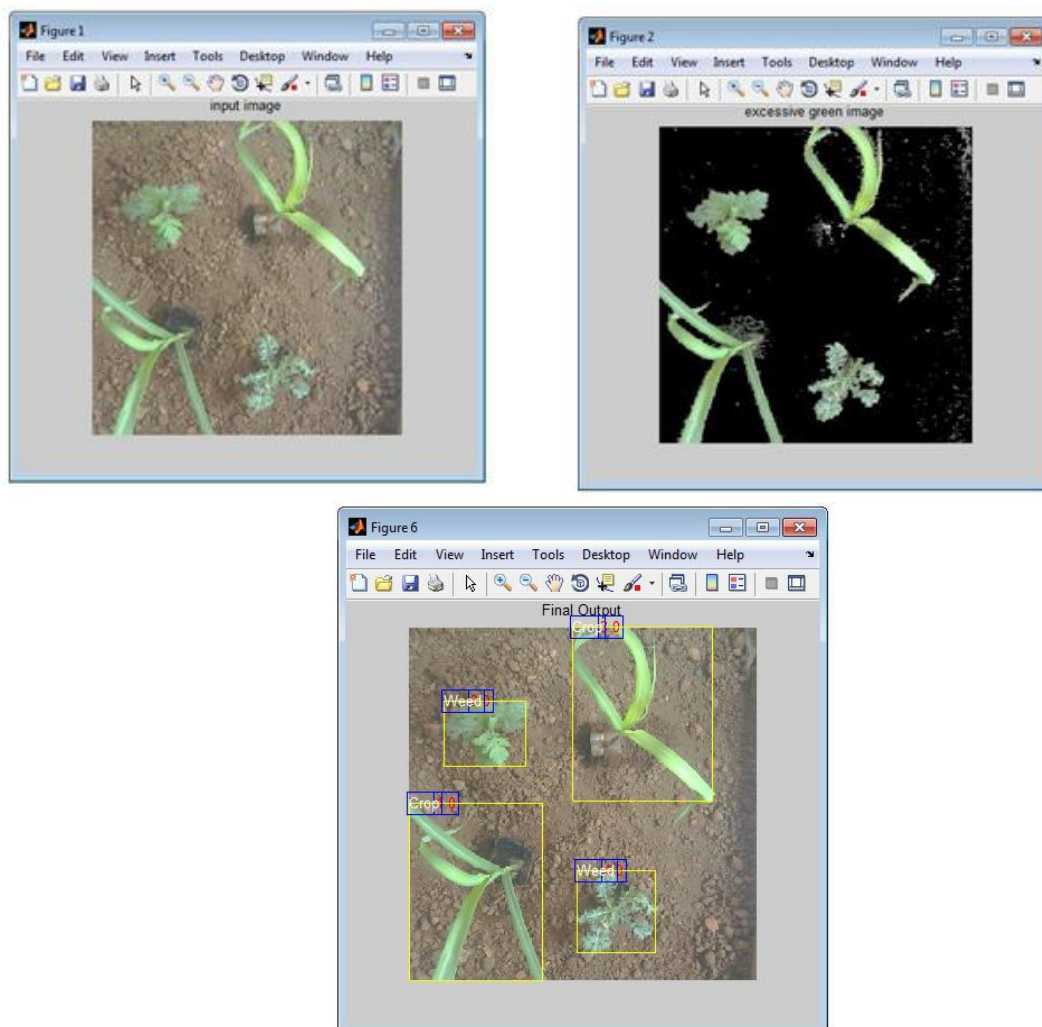 Figure 1
File Edit View Insert Tools Desktop Window Help
input image
Figure 2
File Edit View Insert Tools Desktop Window Help
excessive green image
Figure 6
File Edit View Insert Tools Desktop Window Help
Final Output
Crop
Weed
Crop
Weed